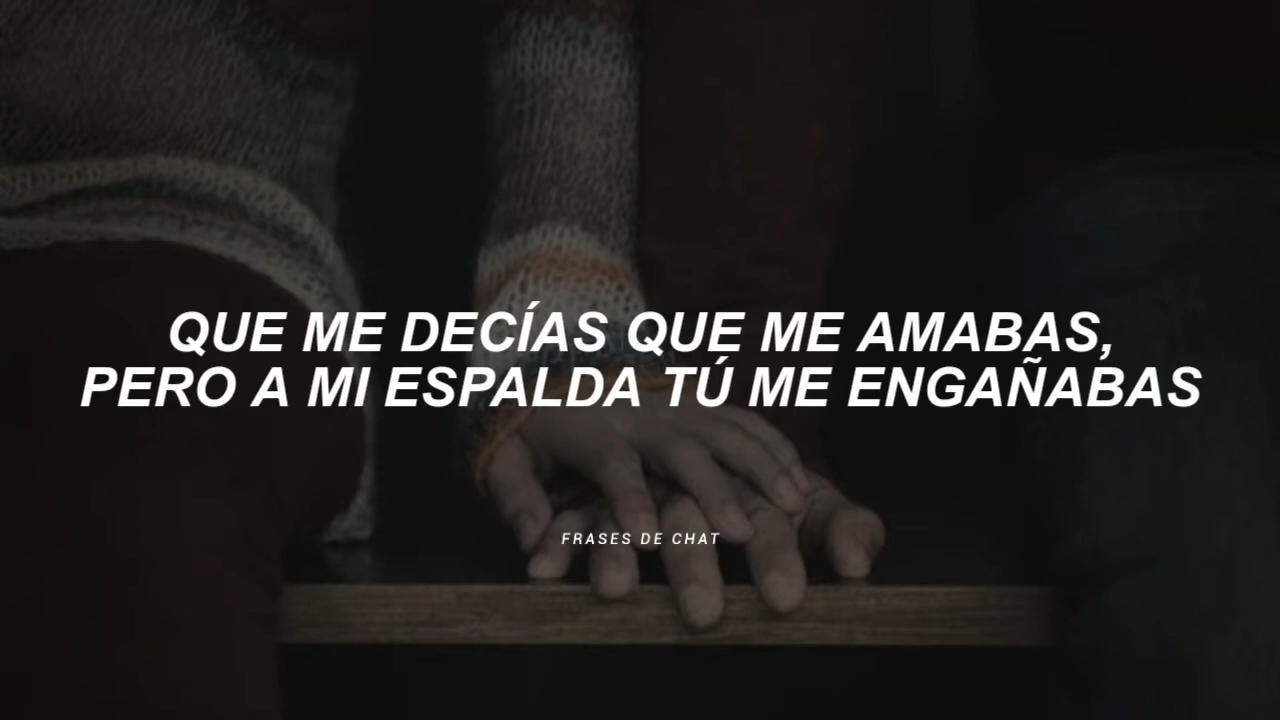 QUE ME DECÍAS QUE ME AMABAS,
PERO A MI ESPALDA TÚ ME ENGAÑABAS
FRASES DE CHAT